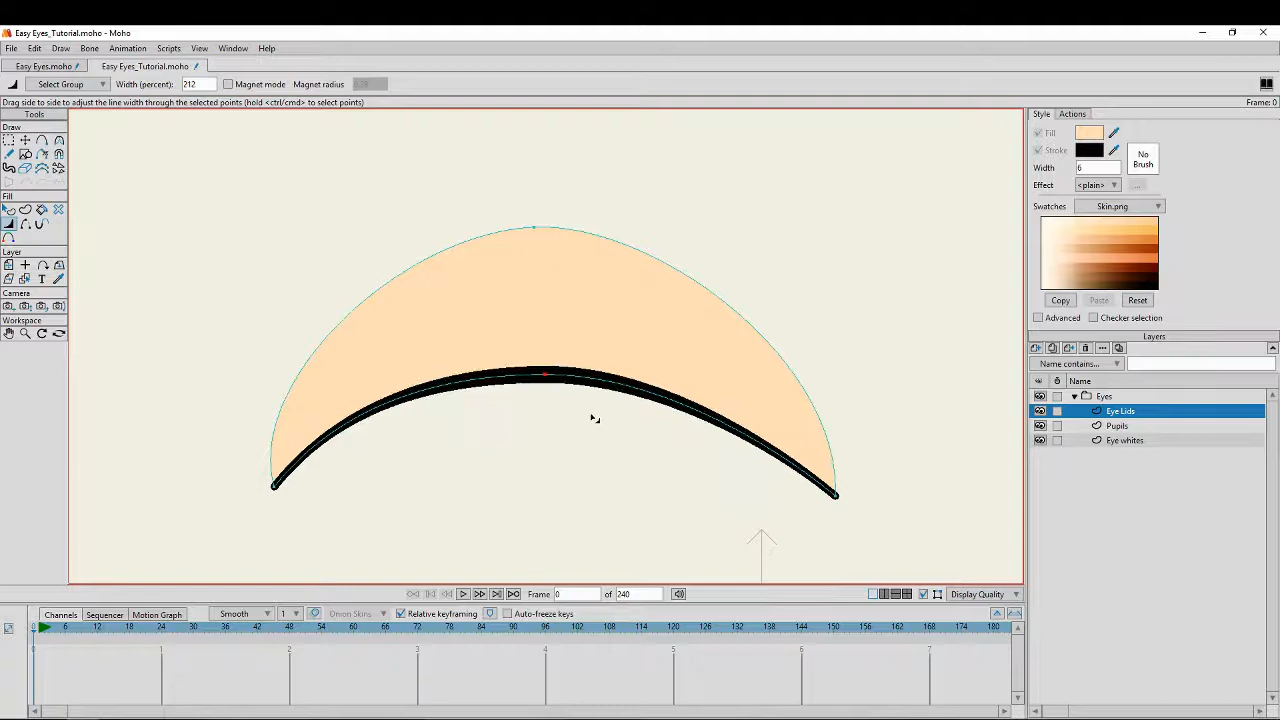 Easy Eyes_Tutorial.moho - Moho
File Edit Draw Bone Animation Scripts View Window Help
Easy Eyes.moho Easy Eyes_Tutorial.moho
Select Group Width (percent): 212 Magnet mode Magnet radius
Drag side to side to adjust the line width through the selected points (hold <ctrl/cmd> to select points) Frame: 0
Tools
Draw
Fill
Layer
Camera
Workspace
Style Actions
Fill
Stroke
No
Brush
Width 6
Effect <plain> ...
Swatches Skin.png
Copy Paste Reset
Advanced Checker selection
Layers
Name contains...
Name
Eyes
Eye Lids
Pupils
Eye whites
Frame 0 of 240 Display Quality
Channels Sequencer Motion Graph Smooth 1 Onion Skins Relative keyframing Auto-freeze keys
6 12 18 24 30 36 42 48 54 60 66 72 78 84 90 96 102 108 114 120 126 132 138 144 150 156 162 168 174 180
0 1 2 3 4 5 6 7